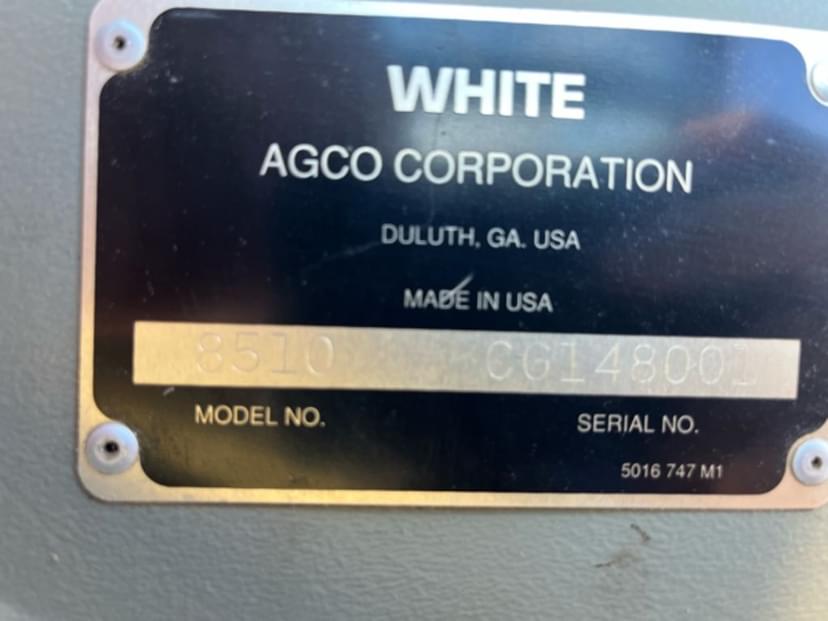 WHITE
AGCO CORPORATION
DULUTH, GA. USA
MADE IN USA
8510 CG148001
MODEL NO. SERIAL NO.
5016 747 M1